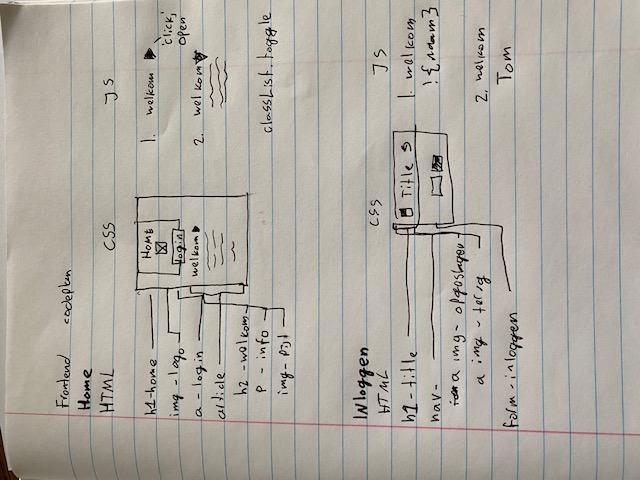 Frontend codeplan
Home
HTML CSS JS
h1-home
img-logo
a-login
article
h2-welkom
p-info
img-pijl
Home
login
welkom
1. welkom
'click,
open
2. welkom
classList.toggle
Inloggen
HTML CSS JS
h1-title
nav-
a img-opgeslagen
a img-terug
form-inloggen
Title
1. welkom
!{naam}
2. welkom
Tom